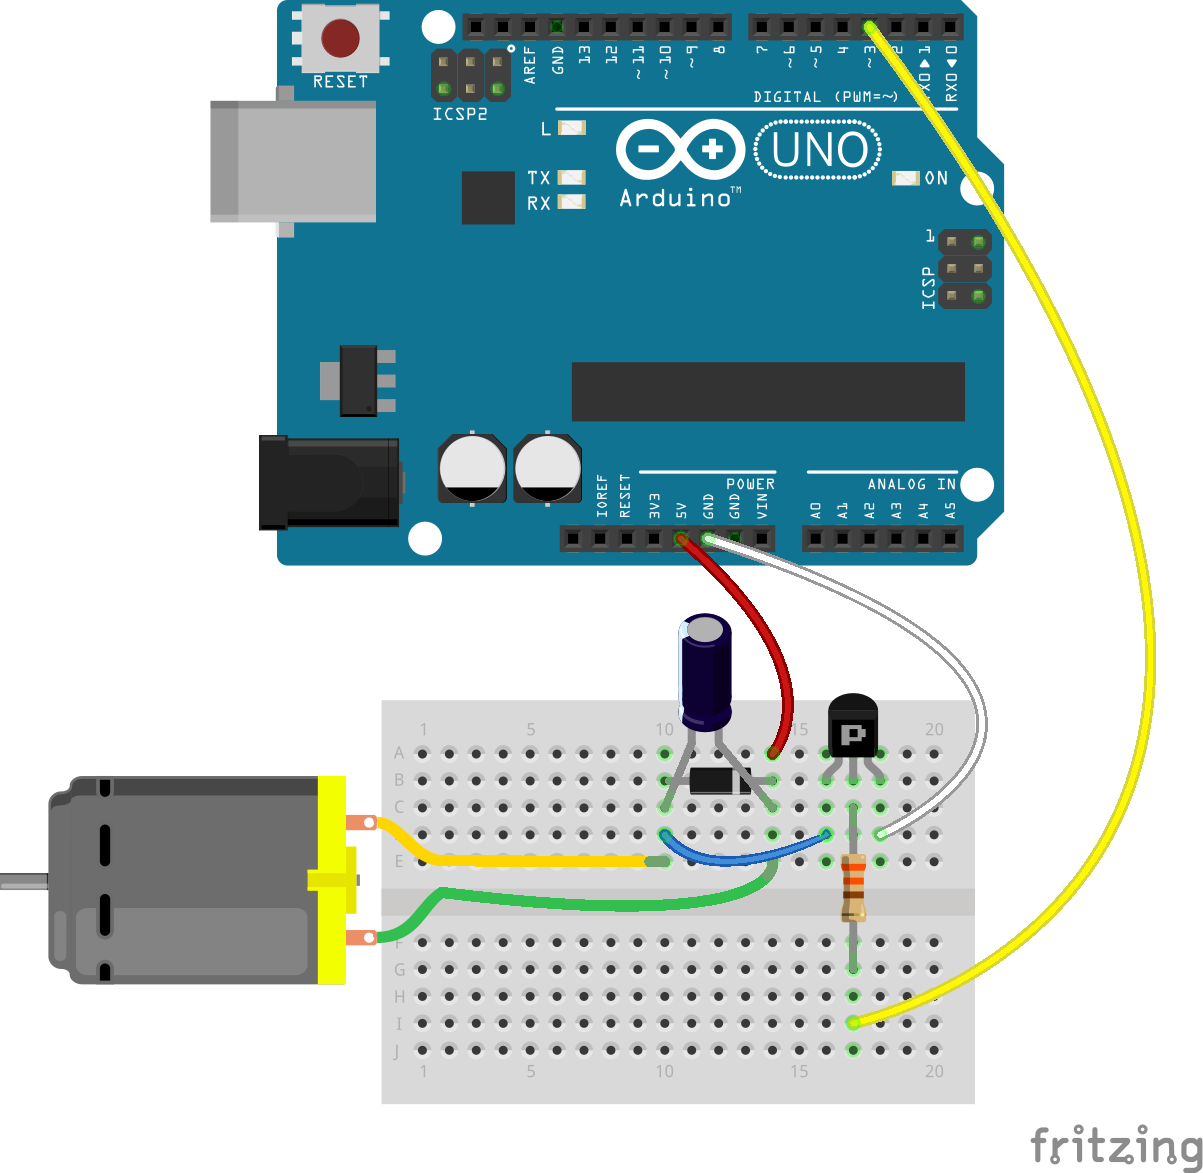 RESET
ICSP2
AREF
GND
13
12
~11
~10
~9
8
7
~6
~5
4
~3
2
TX0▶1
RX0◀0
DIGITAL (PWM=~)
L
TX
RX
Arduino™
UNO
ON
1
ICSP
IOREF
RESET
3V3
5V
GND
GND
VIN
POWER
A0
A1
A2
A3
A4
A5
ANALOG IN
1 5 10 15 20
A
B
C
E
F
G
H
I
J
1 5 10 15 20
P
fritzing